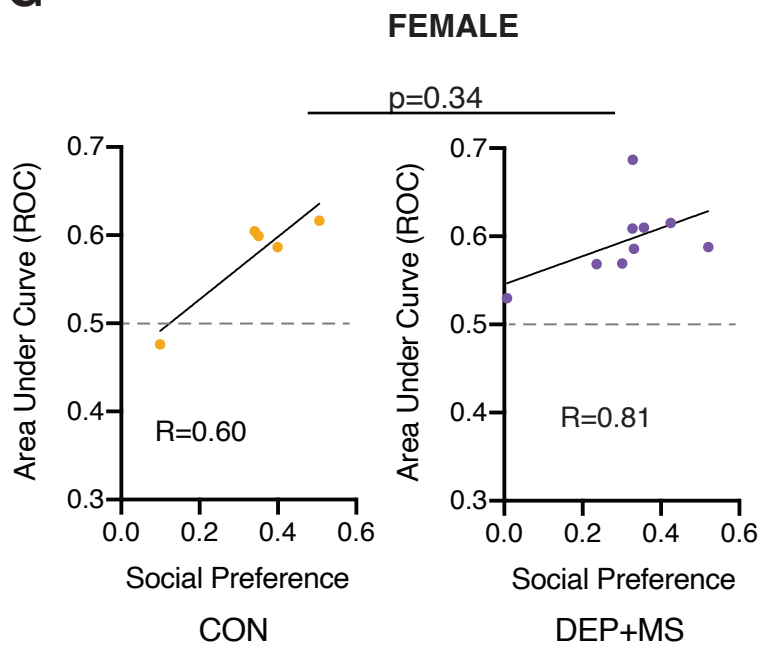 FEMALE
p=0.34
Area Under Curve (ROC)
0.7
0.6
0.5
0.4
0.3
R=0.60
0.0 0.2 0.4 0.6
Social Preference
CON
Area Under Curve (ROC)
0.7
0.6
0.5
0.4
0.3
R=0.81
0.0 0.2 0.4 0.6
Social Preference
DEP+MS